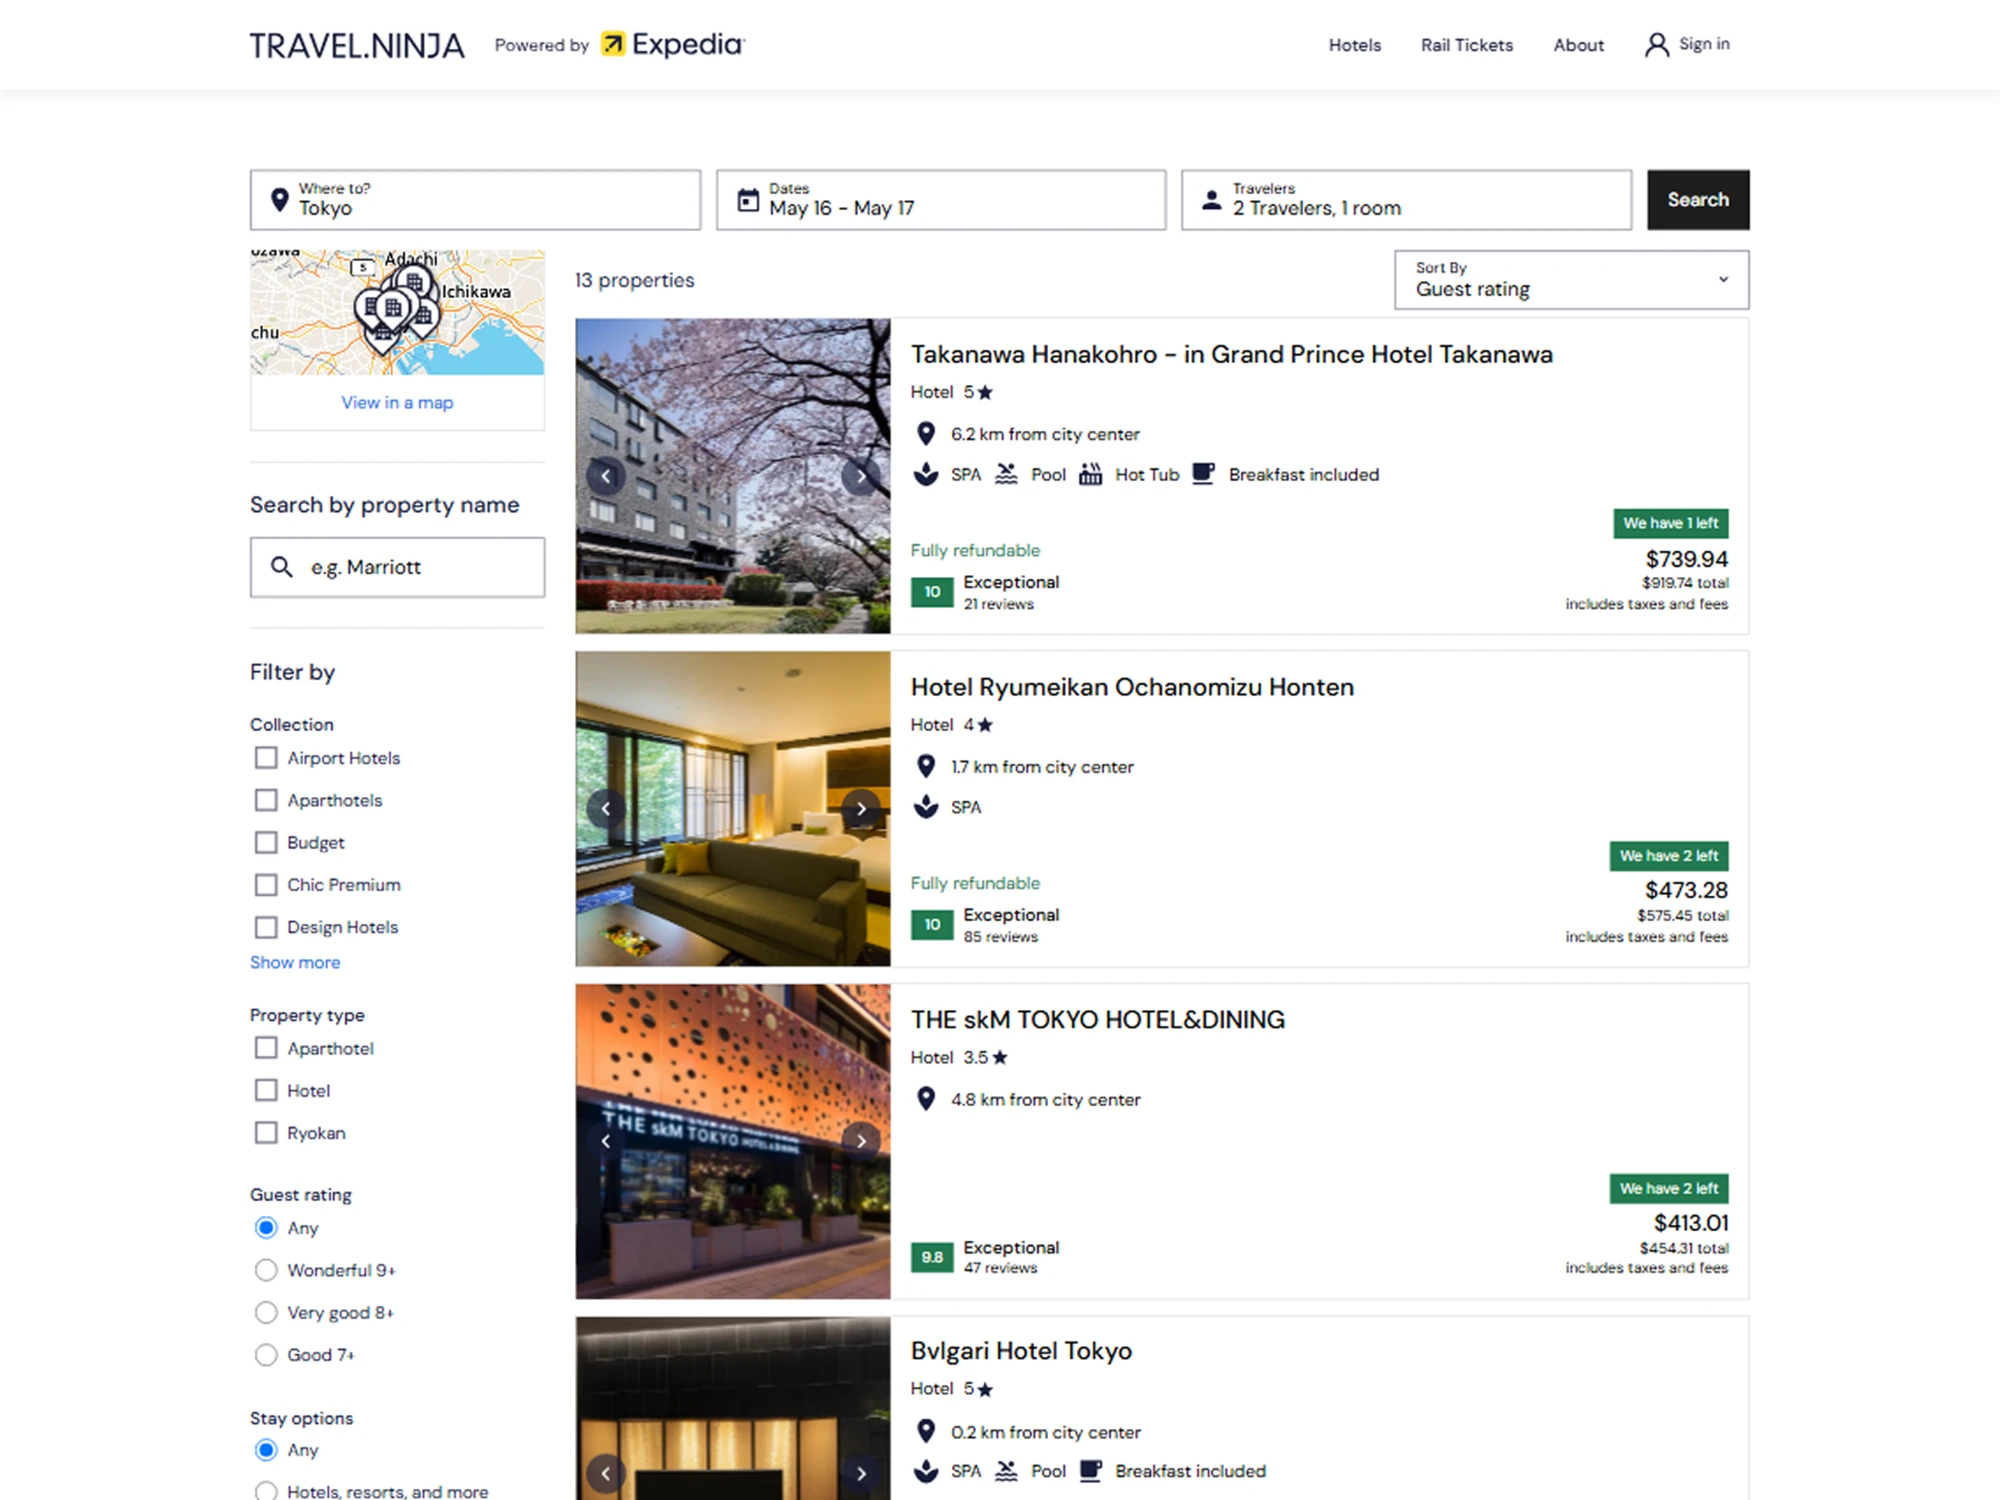 TRAVEL.NINJA Powered by Expedia
Hotels Rail Tickets About Sign in
Where to?
Tokyo
Dates
May 16 - May 17
Travelers
2 Travelers, 1 room
Search
Adachi
5
Ichikawa
chu
View in a map
13 properties
Sort By
Guest rating
Search by property name
e.g. Marriott
Filter by
Collection
Airport Hotels
Aparthotels
Budget
Chic Premium
Design Hotels
Show more
Property type
Aparthotel
Hotel
Ryokan
Guest rating
Any
Wonderful 9+
Very good 8+
Good 7+
Stay options
Any
Hotels, resorts, and more
Takanawa Hanakohro - in Grand Prince Hotel Takanawa
Hotel 5
6.2 km from city center
SPA Pool Hot Tub Breakfast included
We have 1 left
Fully refundable
$739.94
10 Exceptional
$919.74 total
21 reviews
includes taxes and fees
Hotel Ryumeikan Ochanomizu Honten
Hotel 4
1.7 km from city center
SPA
We have 2 left
Fully refundable
$473.28
10 Exceptional
$575.45 total
85 reviews
includes taxes and fees
THE skM TOKYO HOTEL&DINING
THE skM TOKYO HOTEL&DINING
Hotel 3.5
4.8 km from city center
We have 2 left
$413.01
9.8 Exceptional
$454.31 total
47 reviews
includes taxes and fees
Bvlgari Hotel Tokyo
Hotel 5
0.2 km from city center
SPA Pool Breakfast included